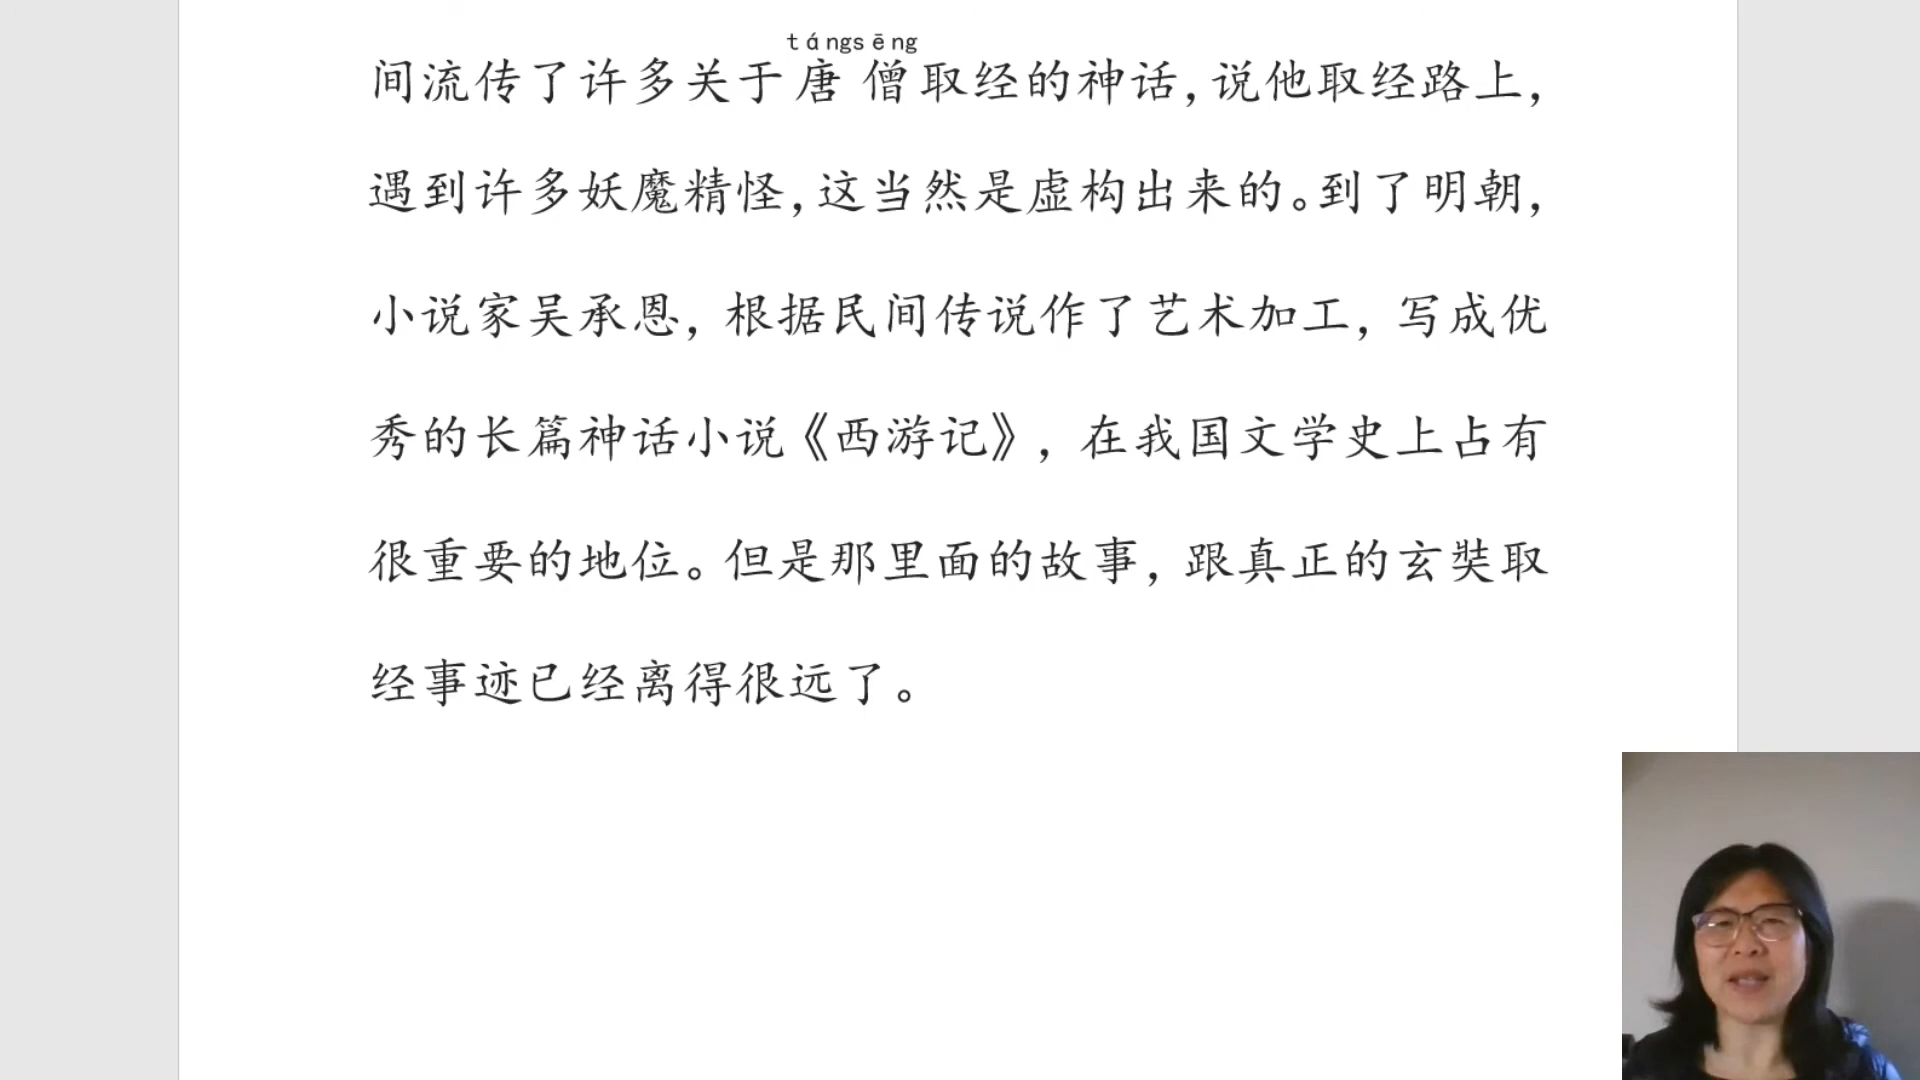 tángsēng
间流传了许多关于唐僧取经的神话,说他取经路上,
遇到许多妖魔精怪,这当然是虚构出来的。到了明朝,
小说家吴承恩，根据民间传说作了艺术加工，写成优
秀的长篇神话小说《西游记》，在我国文学史上占有
很重要的地位。但是那里面的故事，跟真正的玄奘取
经事迹已经离得很远了。